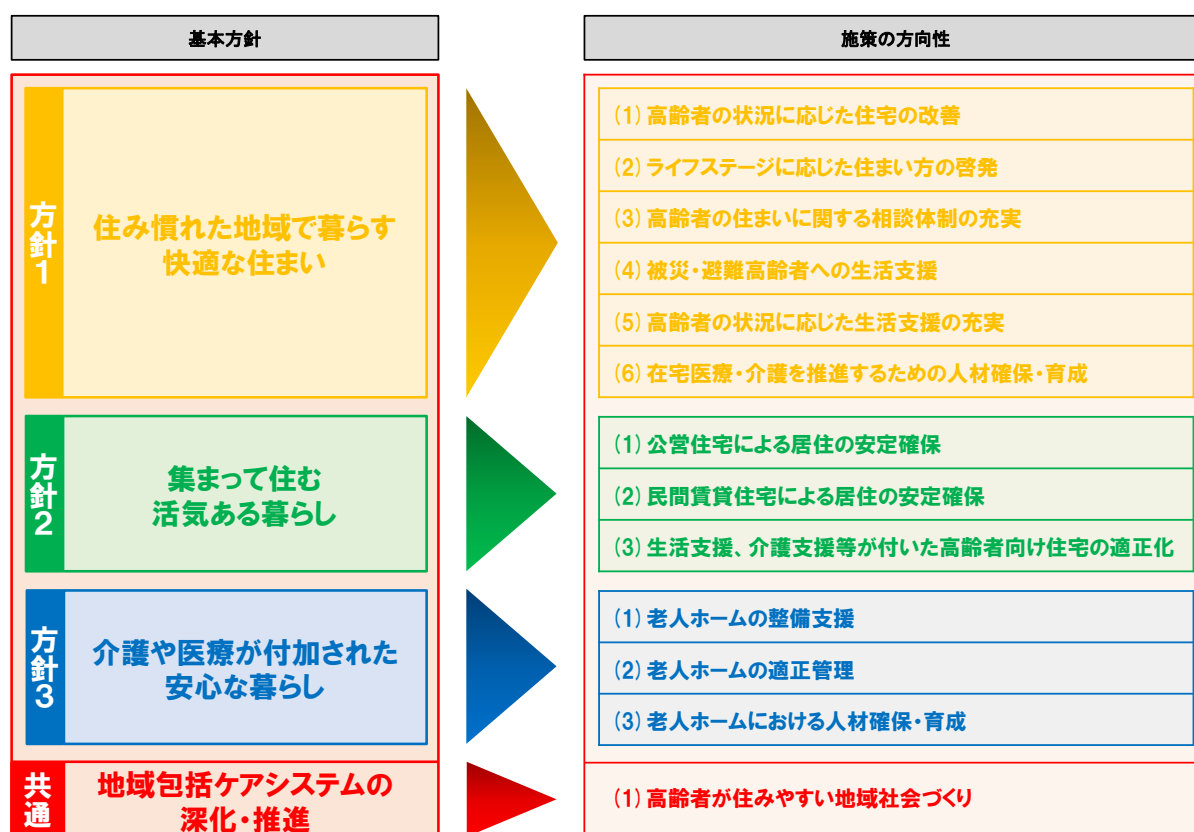 基本方針
施策の方向性
方針1
住み慣れた地域で暮らす
快適な住まい
(1) 高齢者の状況に応じた住宅の改善
(2) ライフステージに応じた住まい方の啓発
(3) 高齢者の住まいに関する相談体制の充実
(4) 被災・避難高齢者への生活支援
(5) 高齢者の状況に応じた生活支援の充実
(6) 在宅医療・介護を推進するための人材確保・育成
方針2
集まって住む
活気ある暮らし
(1) 公営住宅による居住の安定確保
(2) 民間賃貸住宅による居住の安定確保
(3) 生活支援、介護支援等が付いた高齢者向け住宅の適正化
方針3
介護や医療が付加された
安心な暮らし
(1) 老人ホームの整備支援
(2) 老人ホームの適正管理
(3) 老人ホームにおける人材確保・育成
共通
地域包括ケアシステムの
深化・推進
(1) 高齢者が住みやすい地域社会づくり